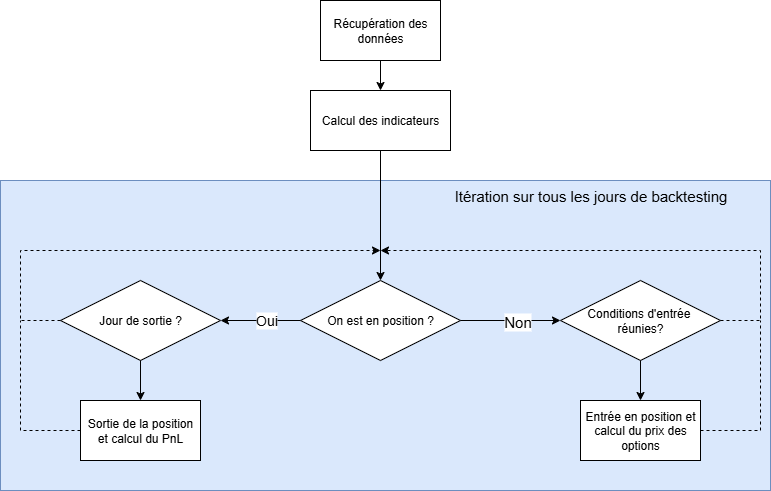 Récupération des
données
Calcul des indicateurs
Itération sur tous les jours de backtesting
Jour de sortie ?
Oui
On est en position ?
Non
Conditions d'entrée
réunies?
Sortie de la position
et calcul du PnL
Entrée en position et
calcul du prix des
options